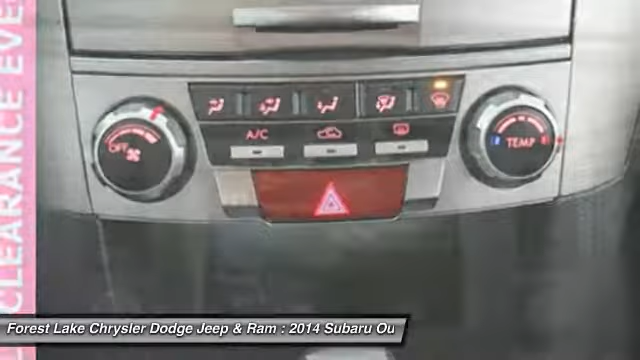 CLEARANCE EVE
A/C
OFF
TEMP
Forest Lake Chrysler Dodge Jeep & Ram : 2014 Subaru Ou